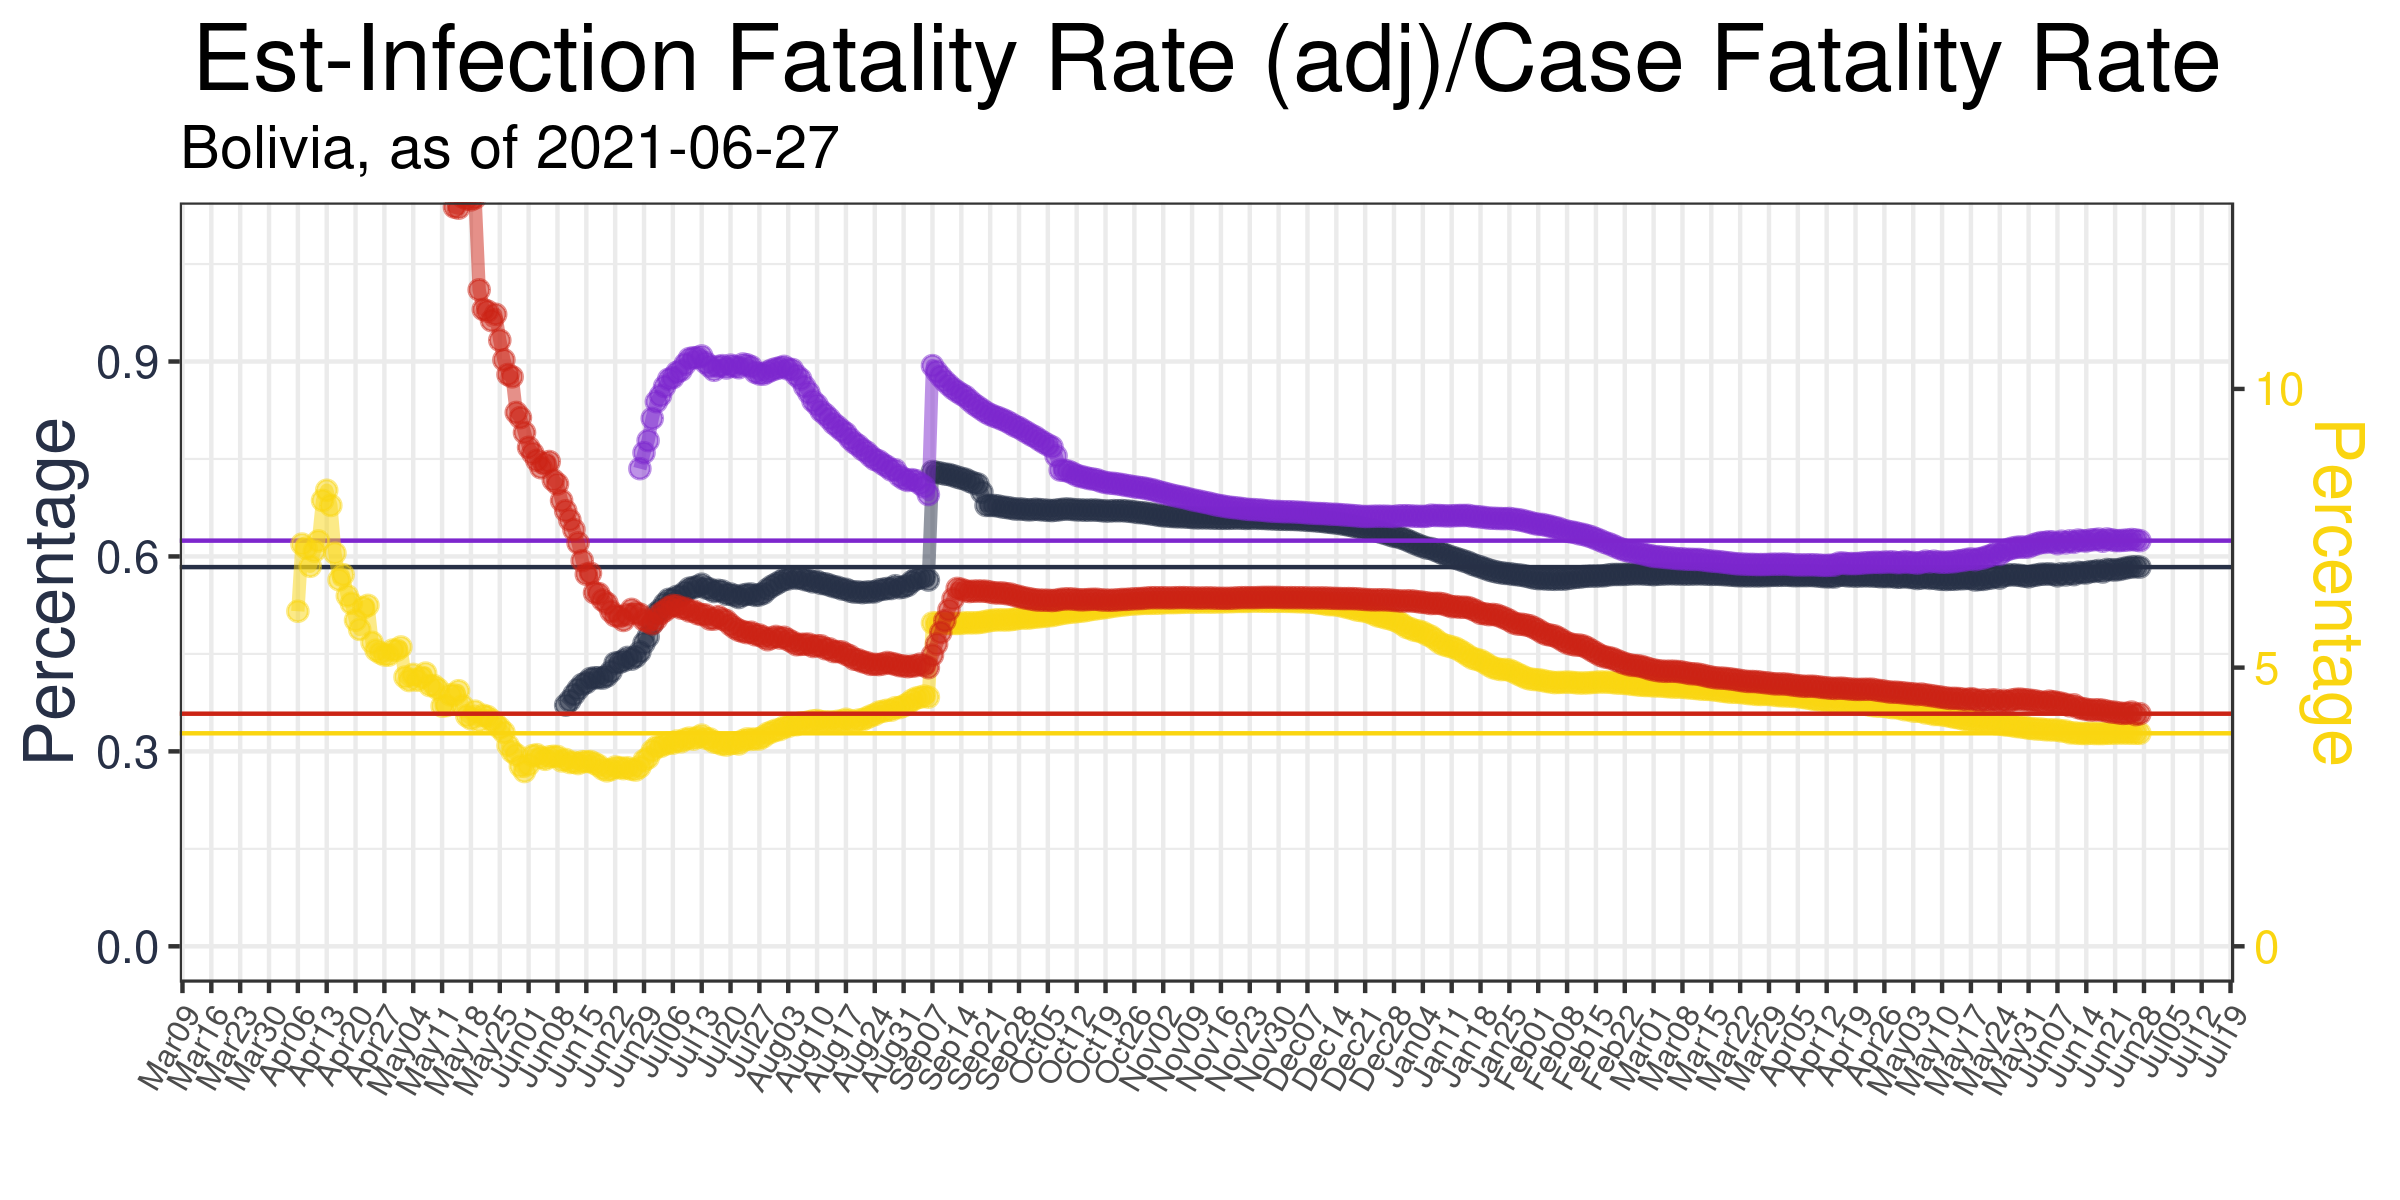 Est-Infection Fatality Rate (adj)/Case Fatality Rate
Bolivia, as of 2021-06-27
Percentage
0.9
0.6
0.3
0.0
10
5
0
Percentage
Mar09
Mar16
Mar23
Mar30
Apr06
Apr13
Apr20
Apr27
May04
May11
May18
May25
Jun01
Jun08
Jun15
Jun22
Jun29
Jul06
Jul13
Jul20
Jul27
Aug03
Aug10
Aug17
Aug24
Aug31
Sep07
Sep14
Sep21
Sep28
Oct05
Oct12
Oct19
Oct26
Nov02
Nov09
Nov16
Nov23
Nov30
Dec07
Dec14
Dec21
Dec28
Jan04
Jan11
Jan18
Jan25
Feb01
Feb08
Feb15
Feb22
Mar01
Mar08
Mar15
Mar22
Mar29
Apr05
Apr12
Apr19
Apr26
May03
May10
May17
May24
May31
Jun07
Jun14
Jun21
Jun28
Jul05
Jul12
Jul19